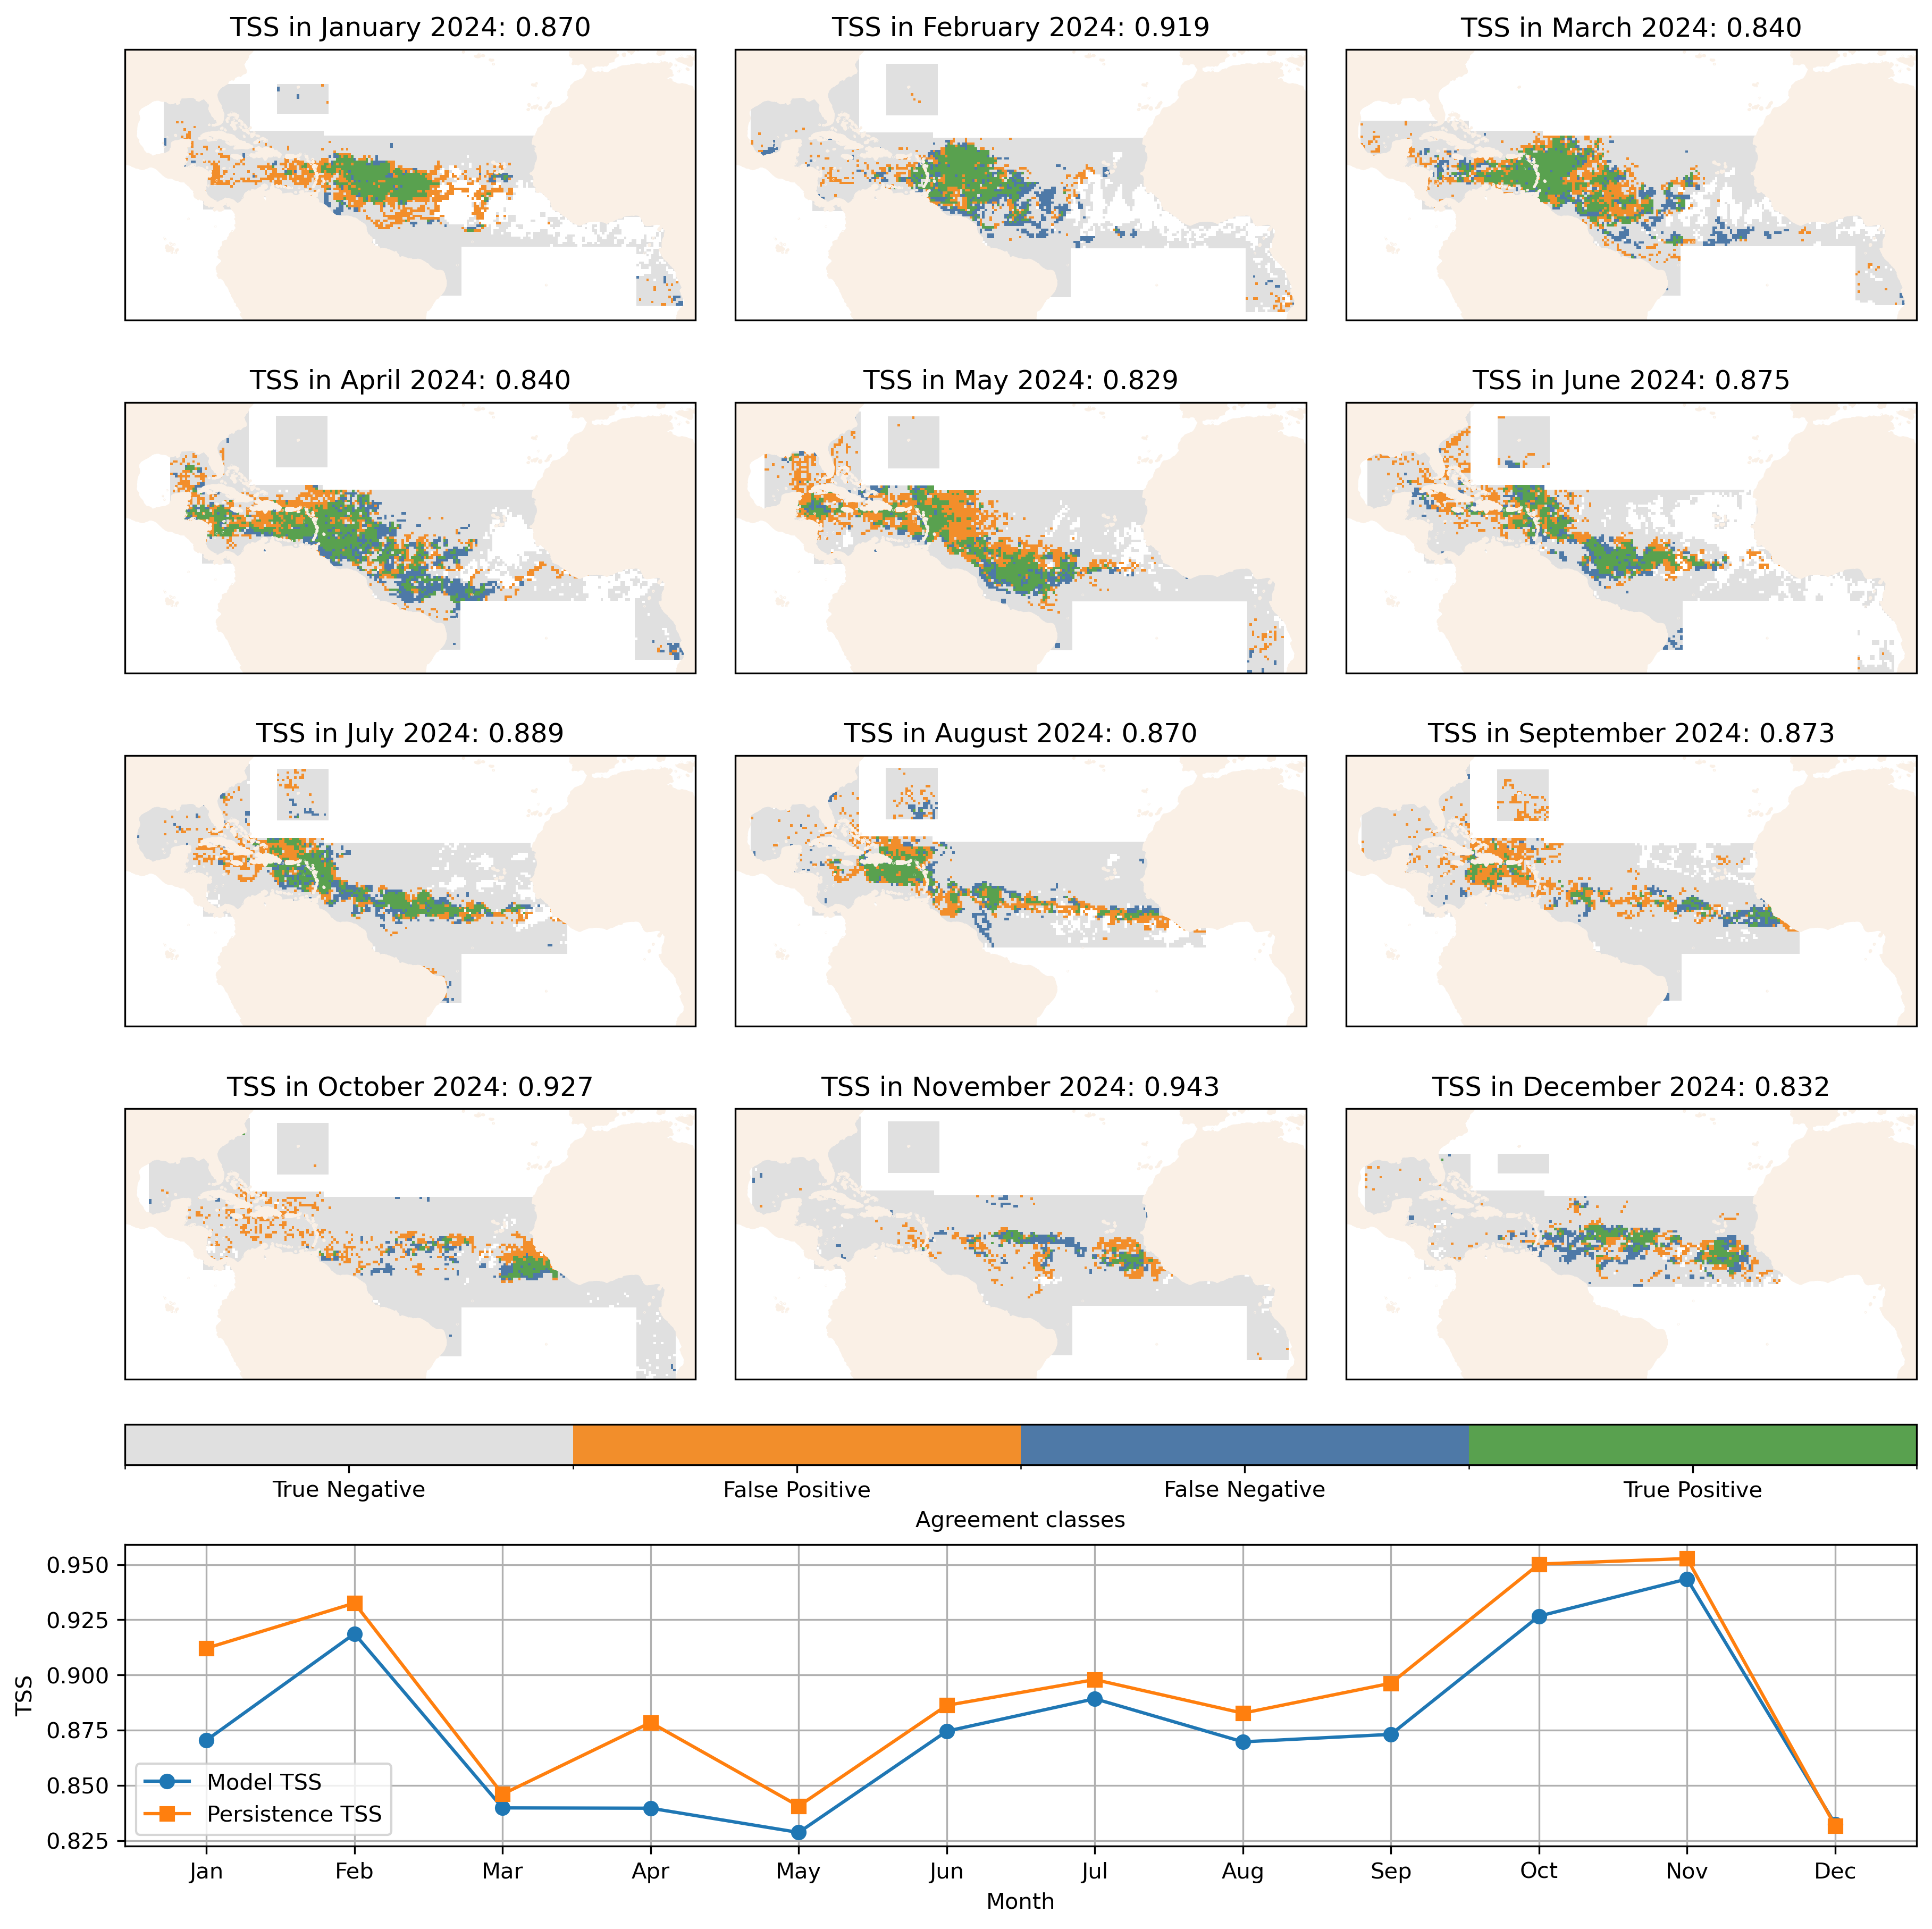 TSS in January 2024: 0.870
TSS in February 2024: 0.919
TSS in March 2024: 0.840
TSS in April 2024: 0.840
TSS in May 2024: 0.829
TSS in June 2024: 0.875
TSS in July 2024: 0.889
TSS in August 2024: 0.870
TSS in September 2024: 0.873
TSS in October 2024: 0.927
TSS in November 2024: 0.943
TSS in December 2024: 0.832
True Negative
False Positive
False Negative
True Positive
Agreement classes
0.950
0.925
0.900
0.875
0.850
0.825
TSS
Model TSS
Persistence TSS
Jan
Feb
Mar
Apr
May
Jun
Jul
Aug
Sep
Oct
Nov
Dec
Month